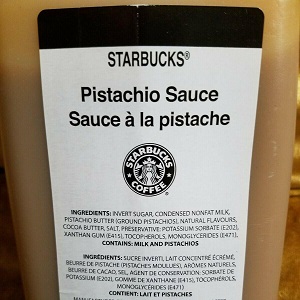 STARBUCKS®
Pistachio Sauce
Sauce à la pistache
STARBUCKS
COFFEE
INGREDIENTS: INVERT SUGAR, CONDENSED NONFAT MILK,
PISTACHIO BUTTER (GROUND PISTACHIOS), NATURAL FLAVOURS,
COCOA BUTTER, SALT, PRESERVATIVE: POTASSIUM SORBATE (E202),
XANTHAN GUM (E415), TOCOPHEROLS, MONOGLYCERIDES (E471),
CONTAINS: MILK AND PISTACHIOS
INGRÉDIENTS: SUCRE INVERTI, LAIT CONCENTRÉ ÉCRÉMÉ,
BEURRE DE PISTACHE (PISTACHES MOULUES), ARÔMES NATURELS,
BEURRE DE CACAO, SEL, AGENT DE CONSERVATION: SORBATE DE
POTASSIUM (E202), GOMME DE XANTHANE (E415), TOCOPHÉROLS,
MONOGLYCÉRIDES (E471)
CONTENT: LAIT ET PISTACHES